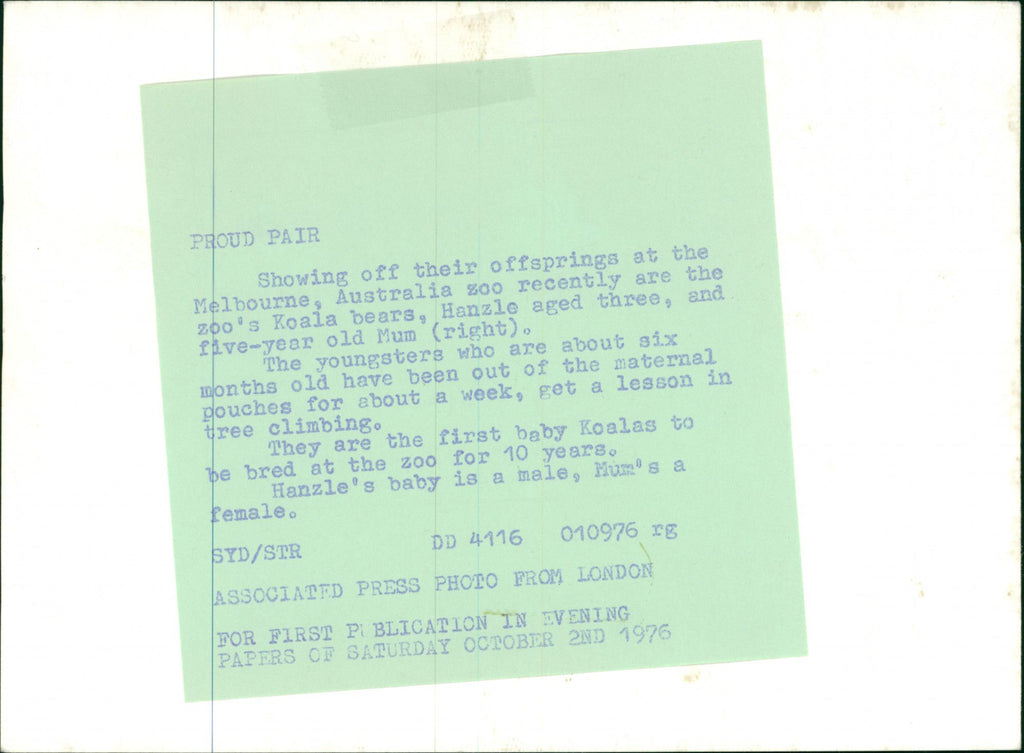 PROUD PAIR
Showing off their offsprings at the
Melbourne, Australia zoo recently are the
zoo's Koala bears, Hanzle aged three, and
five-year old Mum (right).
The youngsters who are about six
months old have been out of the maternal
pouches for about a week, get a lesson in
tree climbing.
They are the first baby Koalas to
be bred at the zoo for 10 years.
Hanzle's baby is a male, Mum's a
female.
SYD/STR DD 4116 010976 rg
ASSOCIATED PRESS PHOTO FROM LONDON
FOR FIRST PUBLICATION IN EVENING
PAPERS OF SATURDAY OCTOBER 2ND 1976